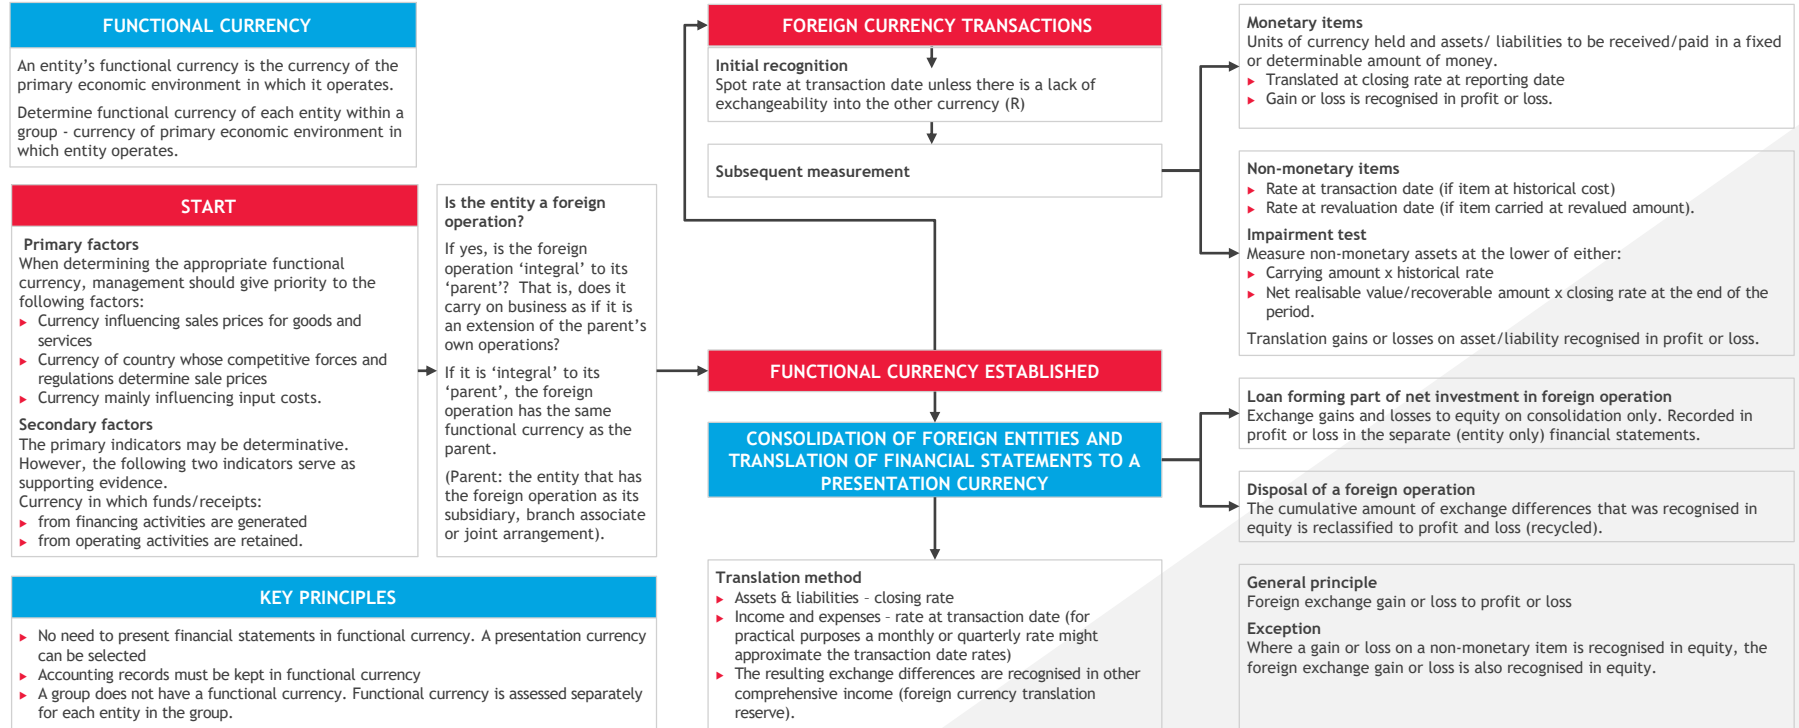 FUNCTIONAL CURRENCY
An entity's functional currency is the currency of the
primary economic environment in which it operates.
Determine functional currency of each entity within a
group - currency of primary economic environment in
which entity operates.
START
Primary factors
When determining the appropriate functional
currency, management should give priority to the
following factors:
► Currency influencing sales prices for goods and
services
► Currency of country whose competitive forces and
regulations determine sale prices
► Currency mainly influencing input costs.
Secondary factors
The primary indicators may be determinative.
However, the following two indicators serve as
supporting evidence.
Currency in which funds/receipts:
► from financing activities are generated
► from operating activities are retained.
Is the entity a foreign
operation?
If yes, is the foreign
operation ‘integral’ to its
‘parent’? That is, does it
carry on business as if it is
an extension of the parent’s
own operations?
If it is ‘integral’ to its
‘parent’, the foreign
operation has the same
functional currency as the
parent.
(Parent: the entity that has
the foreign operation as its
subsidiary, branch associate
or joint arrangement).
KEY PRINCIPLES
► No need to present financial statements in functional currency. A presentation currency
can be selected
► Accounting records must be kept in functional currency
► A group does not have a functional currency. Functional currency is assessed separately
for each entity in the group.
FOREIGN CURRENCY TRANSACTIONS
Initial recognition
Spot rate at transaction date unless there is a lack of
exchangeability into the other currency (R)
Subsequent measurement
FUNCTIONAL CURRENCY ESTABLISHED
CONSOLIDATION OF FOREIGN ENTITIES AND
TRANSLATION OF FINANCIAL STATEMENTS TO A
PRESENTATION CURRENCY
Translation method
► Assets & liabilities – closing rate
► Income and expenses – rate at transaction date (for
practical purposes a monthly or quarterly rate might
approximate the transaction date rates)
► The resulting exchange differences are recognised in other
comprehensive income (foreign currency translation
reserve).
Monetary items
Units of currency held and assets/ liabilities to be received/paid in a fixed
or determinable amount of money.
► Translated at closing rate at reporting date
► Gain or loss is recognised in profit or loss.
Non-monetary items
► Rate at transaction date (if item at historical cost)
► Rate at revaluation date (if item carried at revalued amount).
Impairment test
Measure non-monetary assets at the lower of either:
► Carrying amount x historical rate
► Net realisable value/recoverable amount x closing rate at the end of the
period.
Translation gains or losses on asset/liability recognised in profit or loss.
Loan forming part of net investment in foreign operation
Exchange gains and losses to equity on consolidation only. Recorded in
profit or loss in the separate (entity only) financial statements.
Disposal of a foreign operation
The cumulative amount of exchange differences that was recognised in
equity is reclassified to profit and loss (recycled).
General principle
Foreign exchange gain or loss to profit or loss
Exception
Where a gain or loss on a non-monetary item is recognised in equity, the
foreign exchange gain or loss is also recognised in equity.